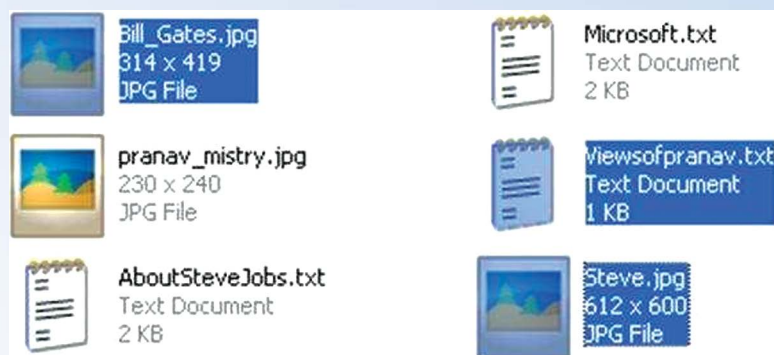 Bill_Gates.jpg
314 x 419
JPG File
Microsoft.txt
Text Document
2 KB
pranav_mistry.jpg
230 x 240
JPG File
Viewsofpranav.txt
Text Document
1 KB
AboutSteveJobs.txt
Text Document
2 KB
Steve.jpg
612 x 600
JPG File